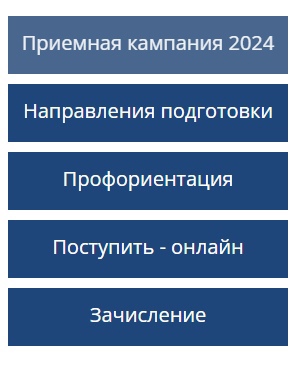 Приемная кампания 2024
Направления подготовки
Профориентация
Поступить - онлайн
Зачисление